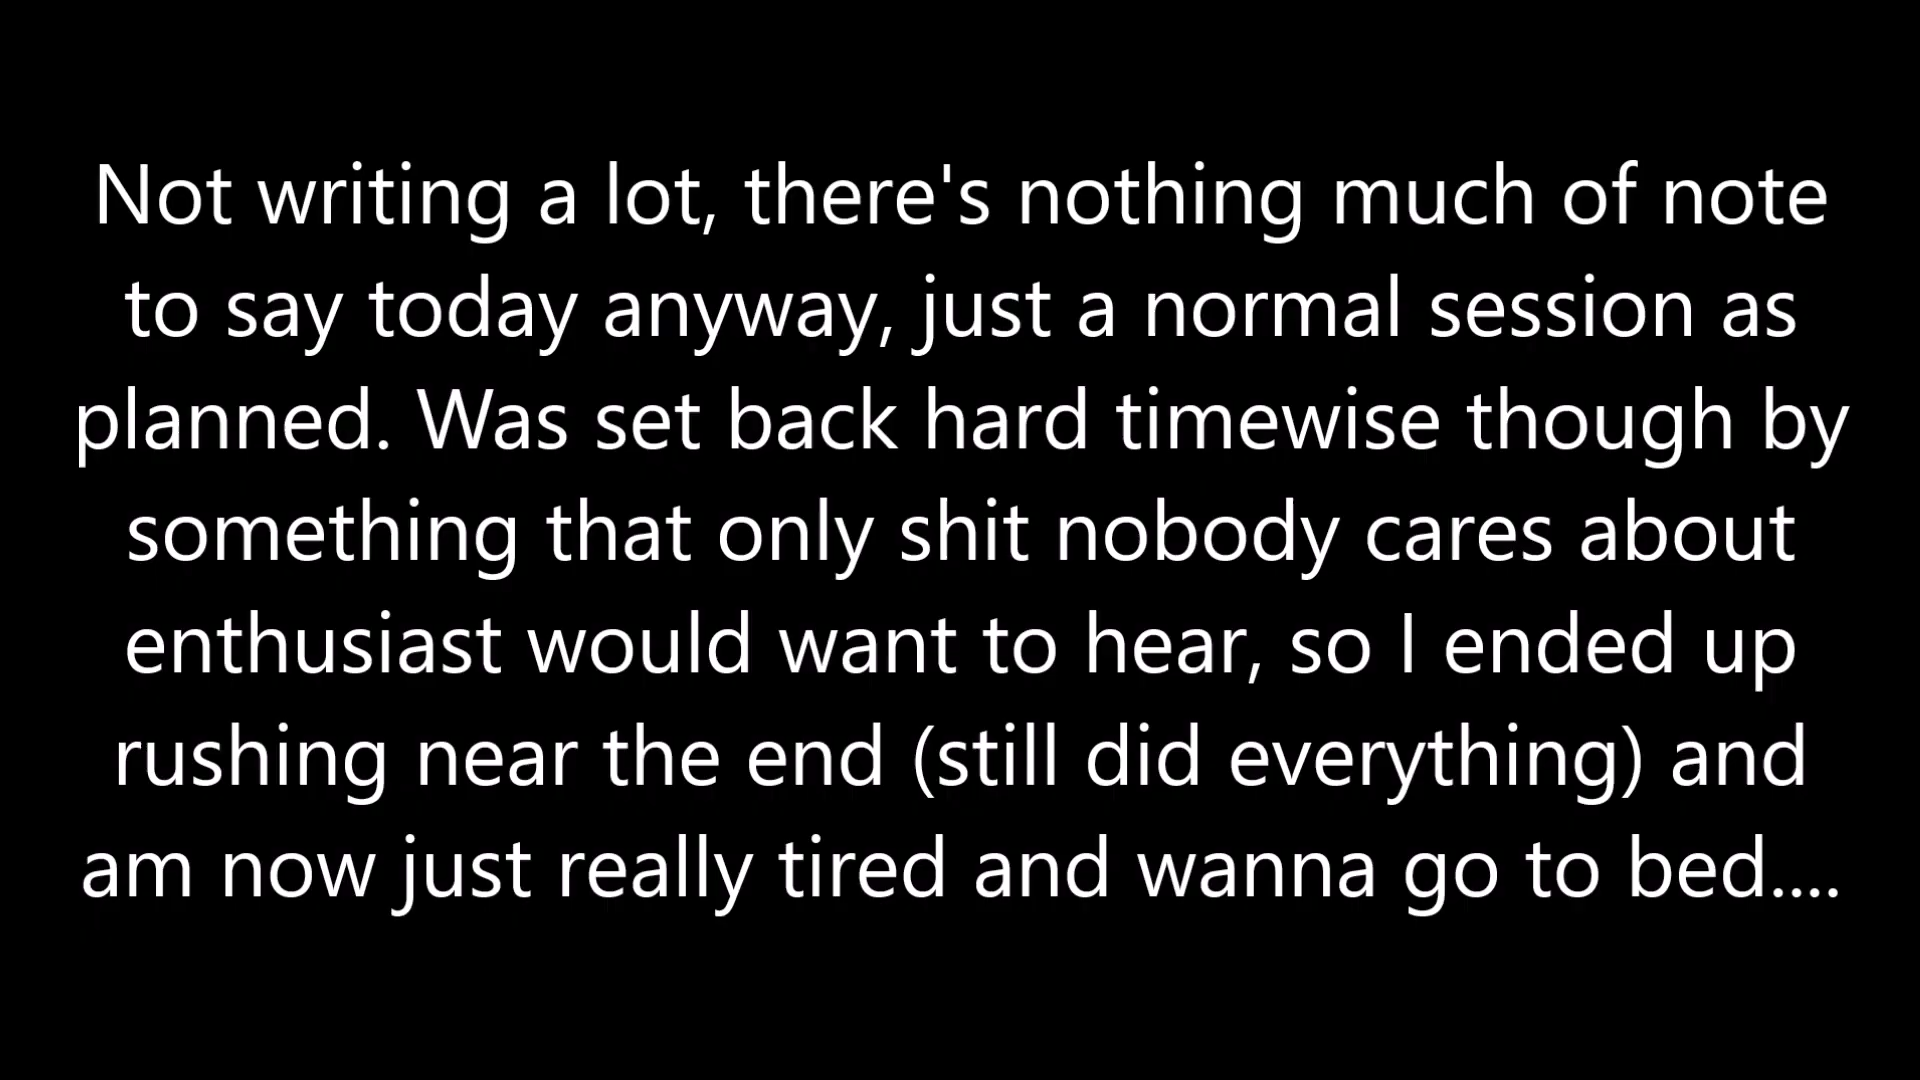 Not writing a lot, there's nothing much of note
to say today anyway, just a normal session as
planned. Was set back hard timewise though by
something that only shit nobody cares about
enthusiast would want to hear, so I ended up
rushing near the end (still did everything) and
am now just really tired and wanna go to bed....